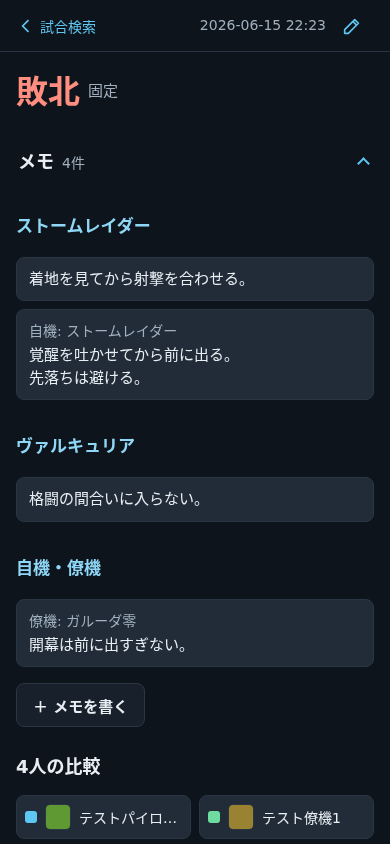 試合検索
2026-06-15 22:23
敗北 固定
メモ 4件
ストームレイダー
着地を見てから射撃を合わせる。
自機: ストームレイダー
覚醒を吐かせてから前に出る。
先落ちは避ける。
ヴァルキュリア
格闘の間合いに入らない。
自機・僚機
僚機: ガルーダ零
開幕は前に出すぎない。
＋ メモを書く
4人の比較
テストパイロ…
テスト僚機1